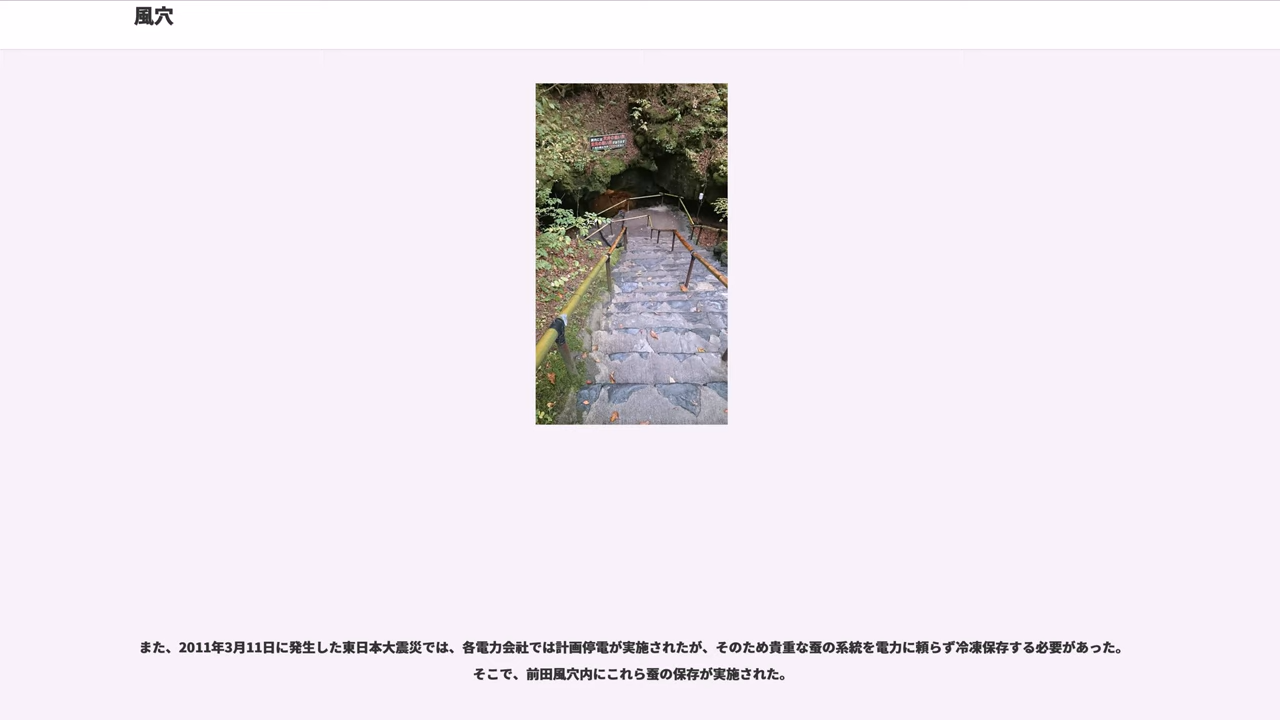 風穴
また、2011年3月11日に発生した東日本大震災では、各電力会社では計画停電が実施されたが、そのため貴重な蚕の系統を電力に頼らず冷凍保存する必要があった。
そこで、前田風穴内にこれら蚕の保存が実施された。